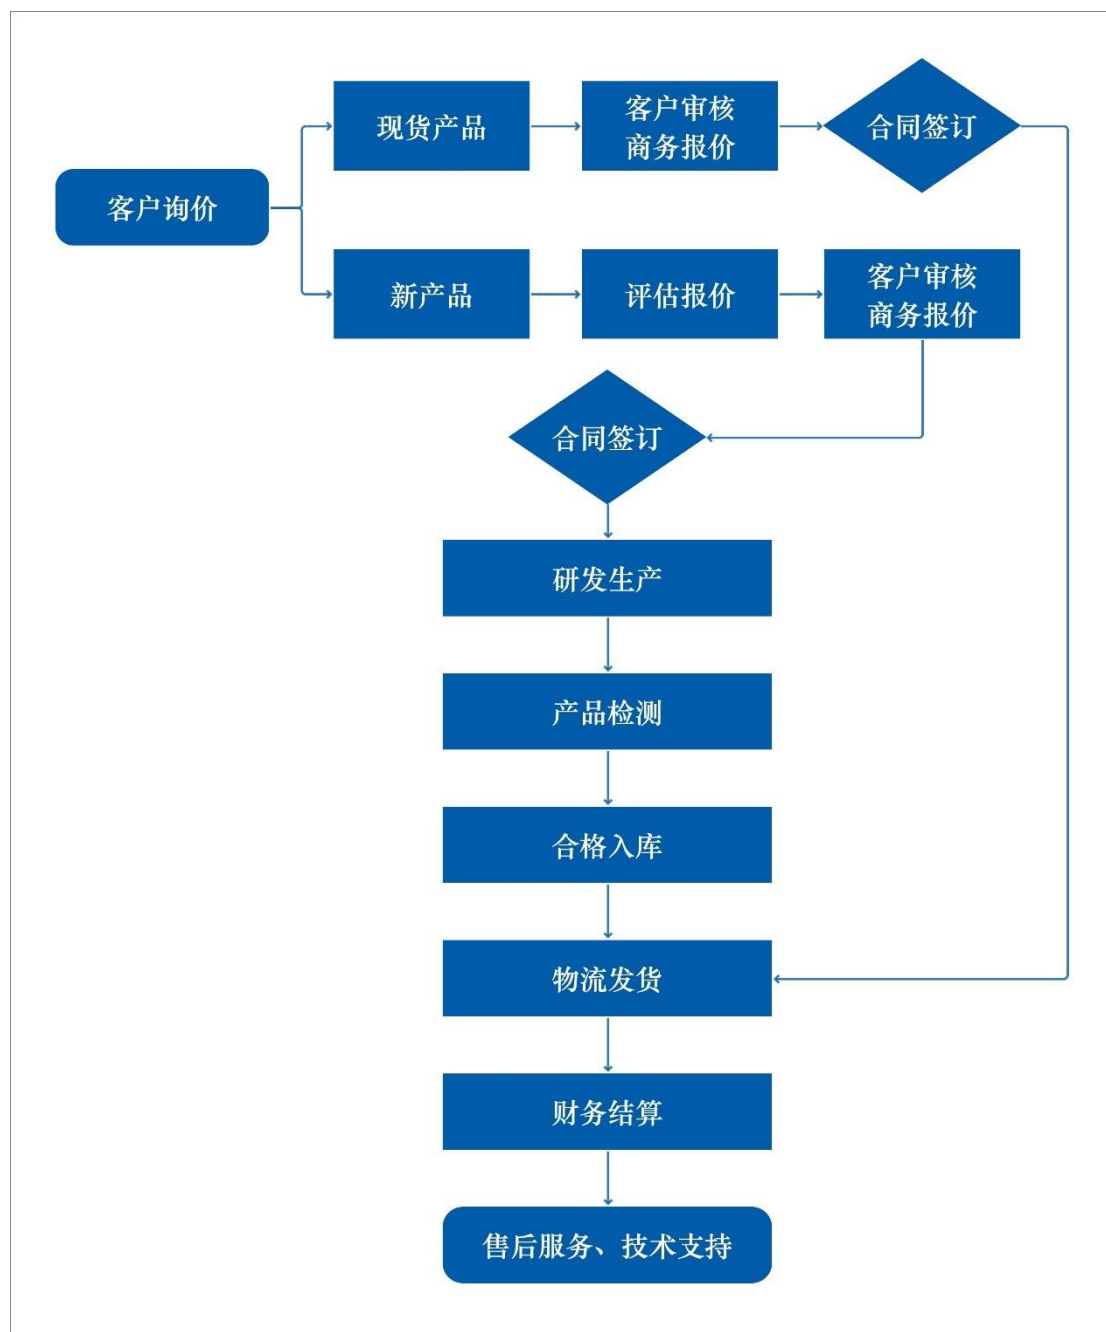 现货产品
客户审核
商务报价
合同签订
客户询价
新产品
评估报价
客户审核
商务报价
合同签订
研发生产
产品检测
合格入库
物流发货
财务结算
售后服务、技术支持